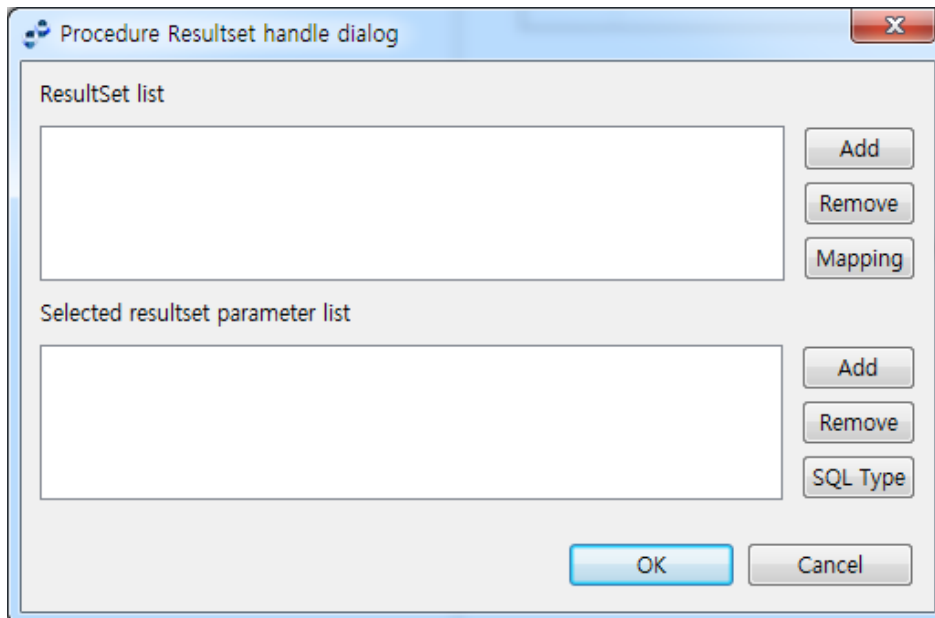 Procedure Resultset handle dialog
ResultSet list
Add
Remove
Mapping
Selected resultset parameter list
Add
Remove
SQL Type
OK
Cancel